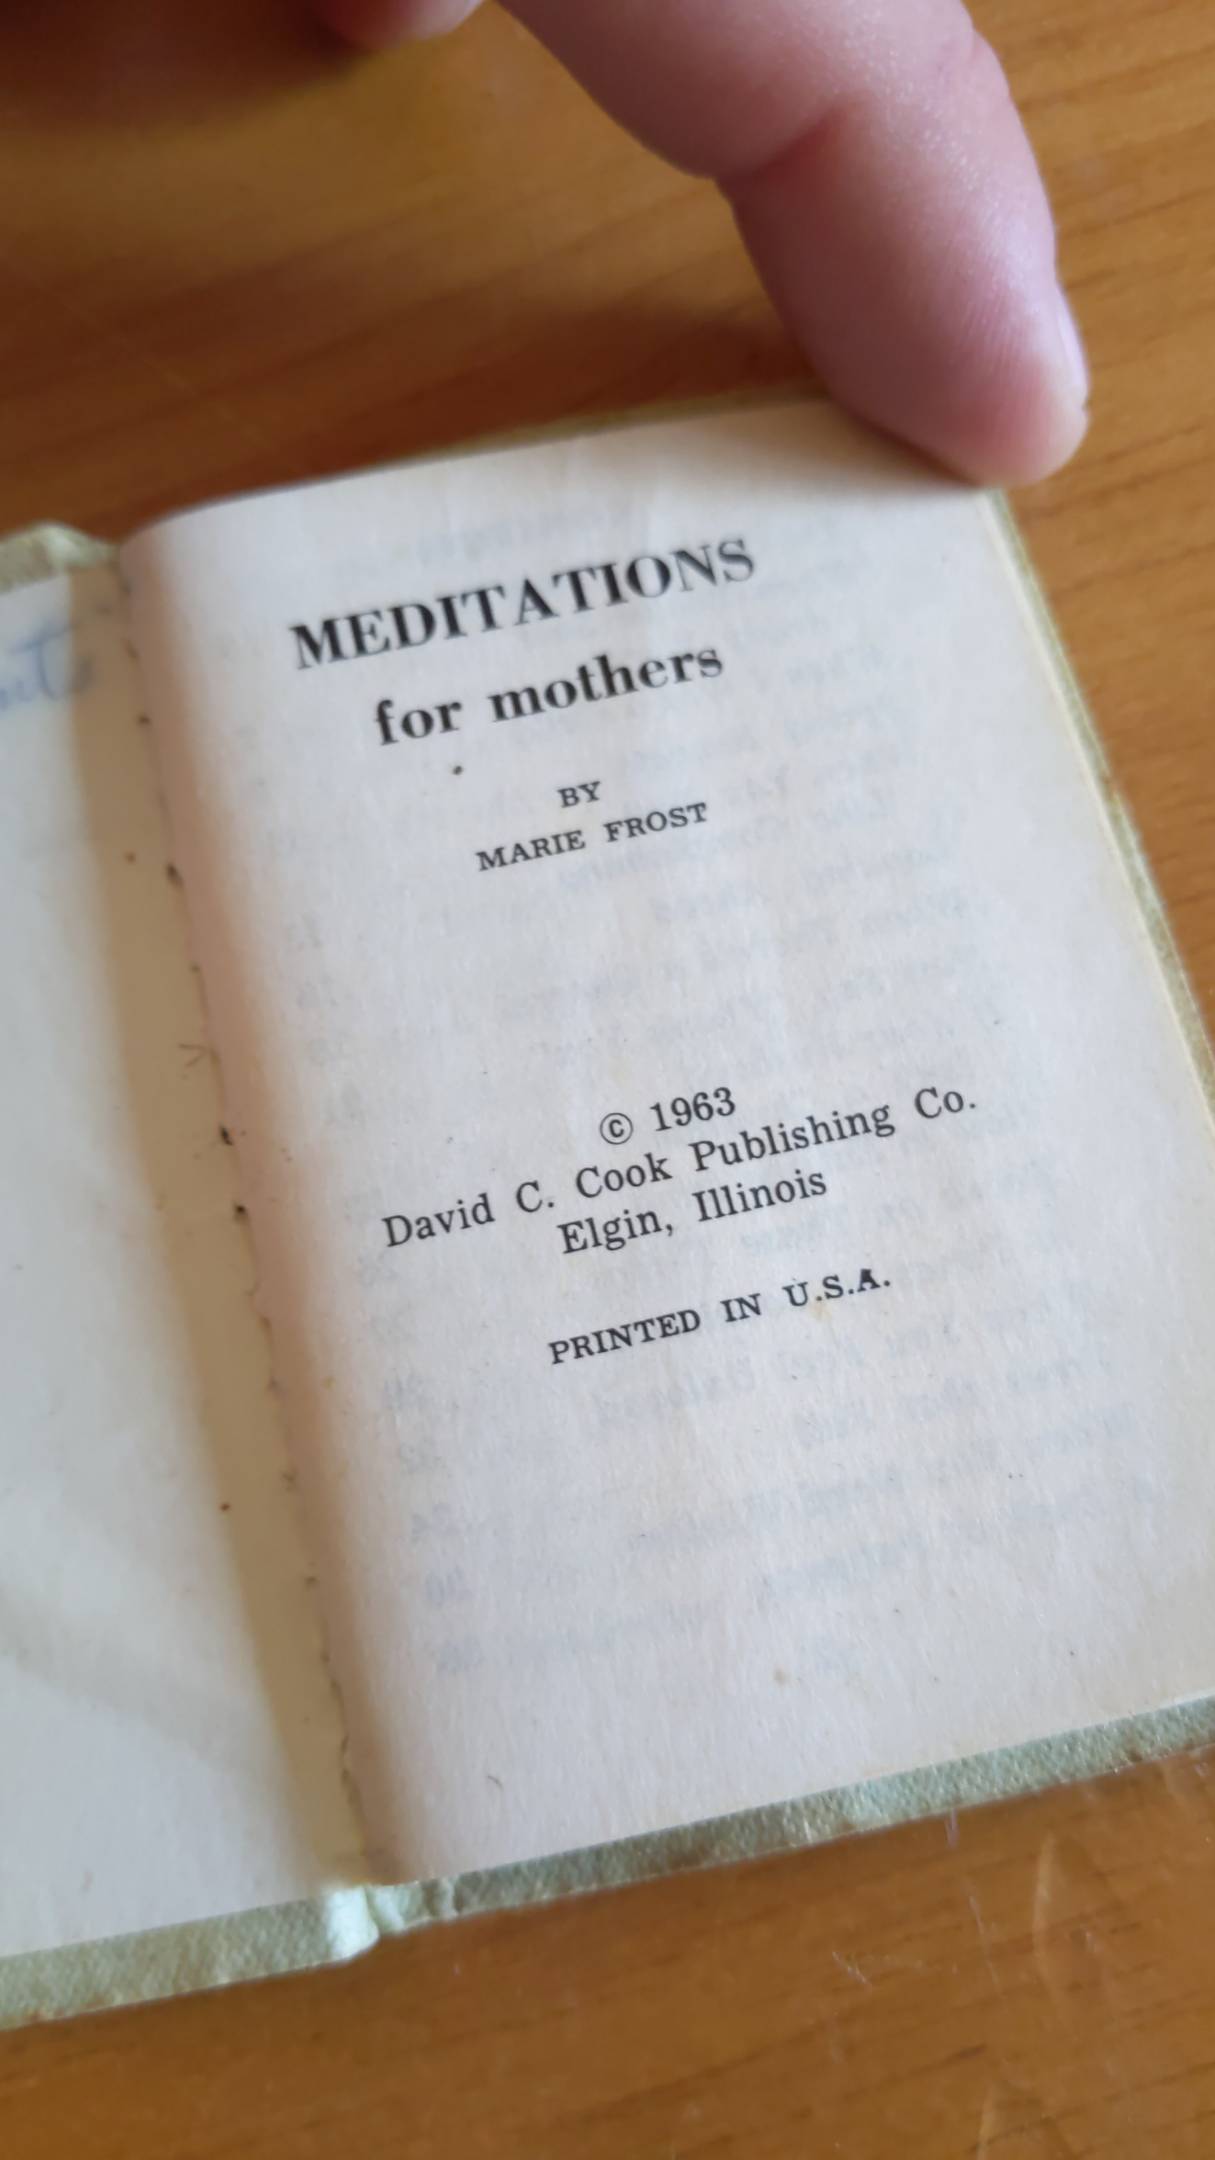 MEDITATIONS
for mothers
BY
MARIE FROST
© 1963
David C. Cook Publishing Co.
Elgin, Illinois
PRINTED IN U.S.A.